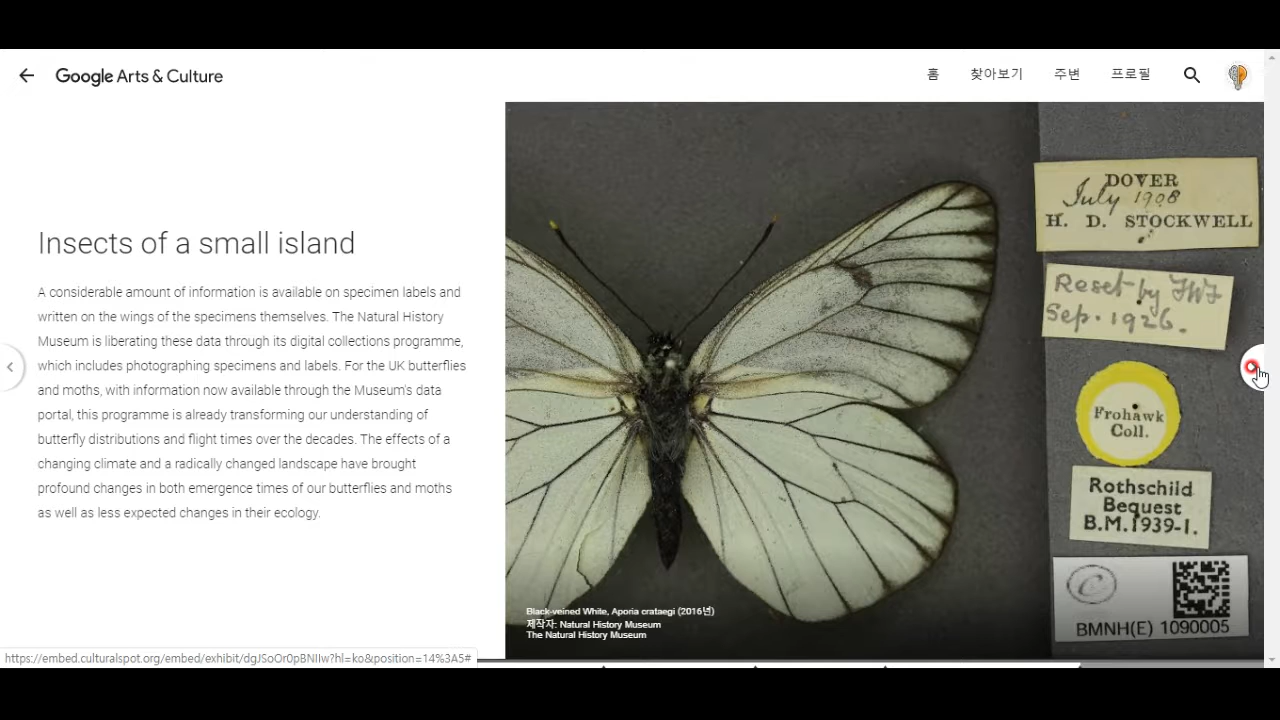 Google Arts & Culture
홈 찾아보기 주변 프로필
Insects of a small island
A considerable amount of information is available on specimen labels and
written on the wings of the specimens themselves. The Natural History
Museum is liberating these data through its digital collections programme,
which includes photographing specimens and labels. For the UK butterflies
and moths, with information now available through the Museum's data
portal, this programme is already transforming our understanding of
butterfly distributions and flight times over the decades. The effects of a
changing climate and a radically changed landscape have brought
profound changes in both emergence times of our butterflies and moths
as well as less expected changes in their ecology.
DOVER
July 1908
H. D. STOCKWELL
Reset by FWF
Sep. 1926.
Frohawk
Coll.
Rothschild
Bequest
B.M.1939-1.
C
BMNH(E) 1090005
Black-veined White, Aporia crataegi (2016년)
제작자: Natural History Museum
The Natural History Museum
https://embed.culturalspot.org/embed/exhibit/dgJSoOr0pBNIIw?hl=ko&position=14%3A5#